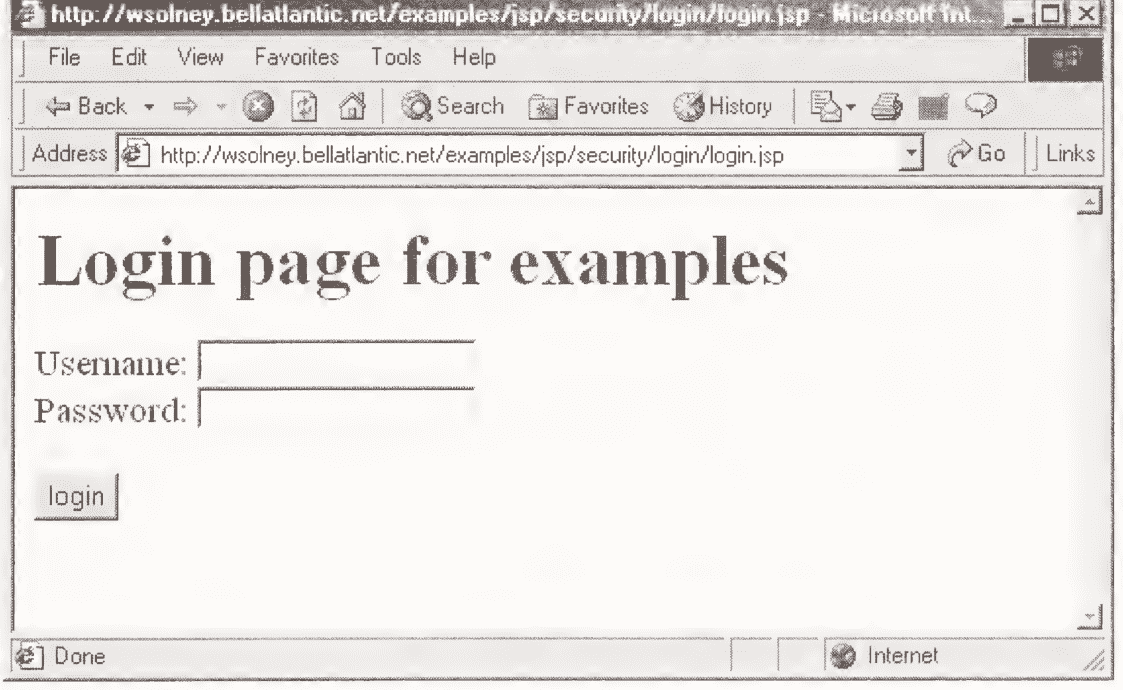 http://wsolney.bellatlantic.net/examples/jsp/security/login/login.jsp - Microsoft Int...
File Edit View Favorites Tools Help
Back Search Favorites History
Address http://wsolney.bellatlantic.net/examples/jsp/security/login/login.jsp Go Links
Login page for examples
Username:
Password:
login
Done Internet